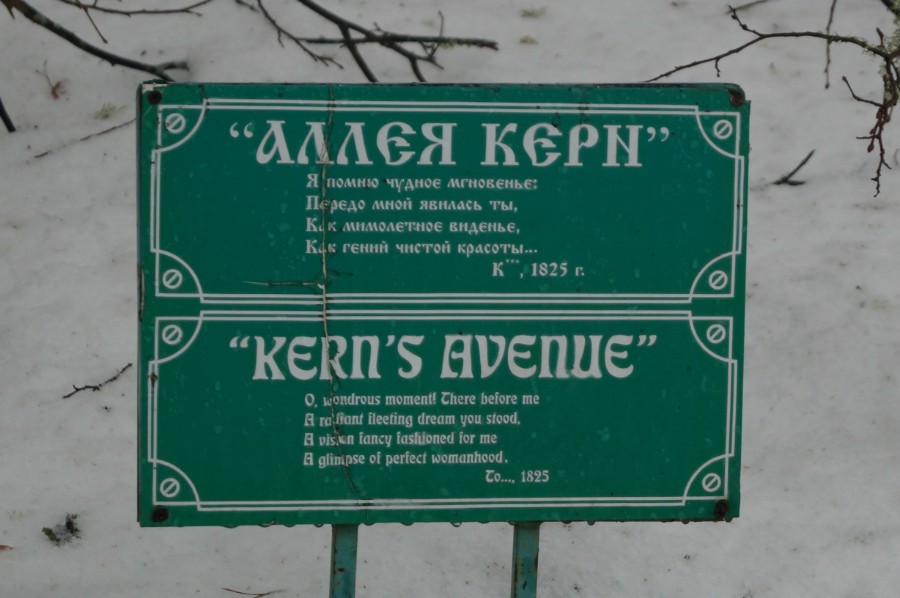 “АЛЛЕЯ КЕРН”
Я помню чудное мгновенье:
Передо мной явилась ты,
Как мимолетное виденье,
Как гений чистой красоты...
К***, 1825 г.
“KERN'S AVENUE”
O, wondrous moment! There before me
A radiant fleeting dream you stood,
A vision fancy fashioned for me
A glimpse of perfect womanhood.
To..., 1825